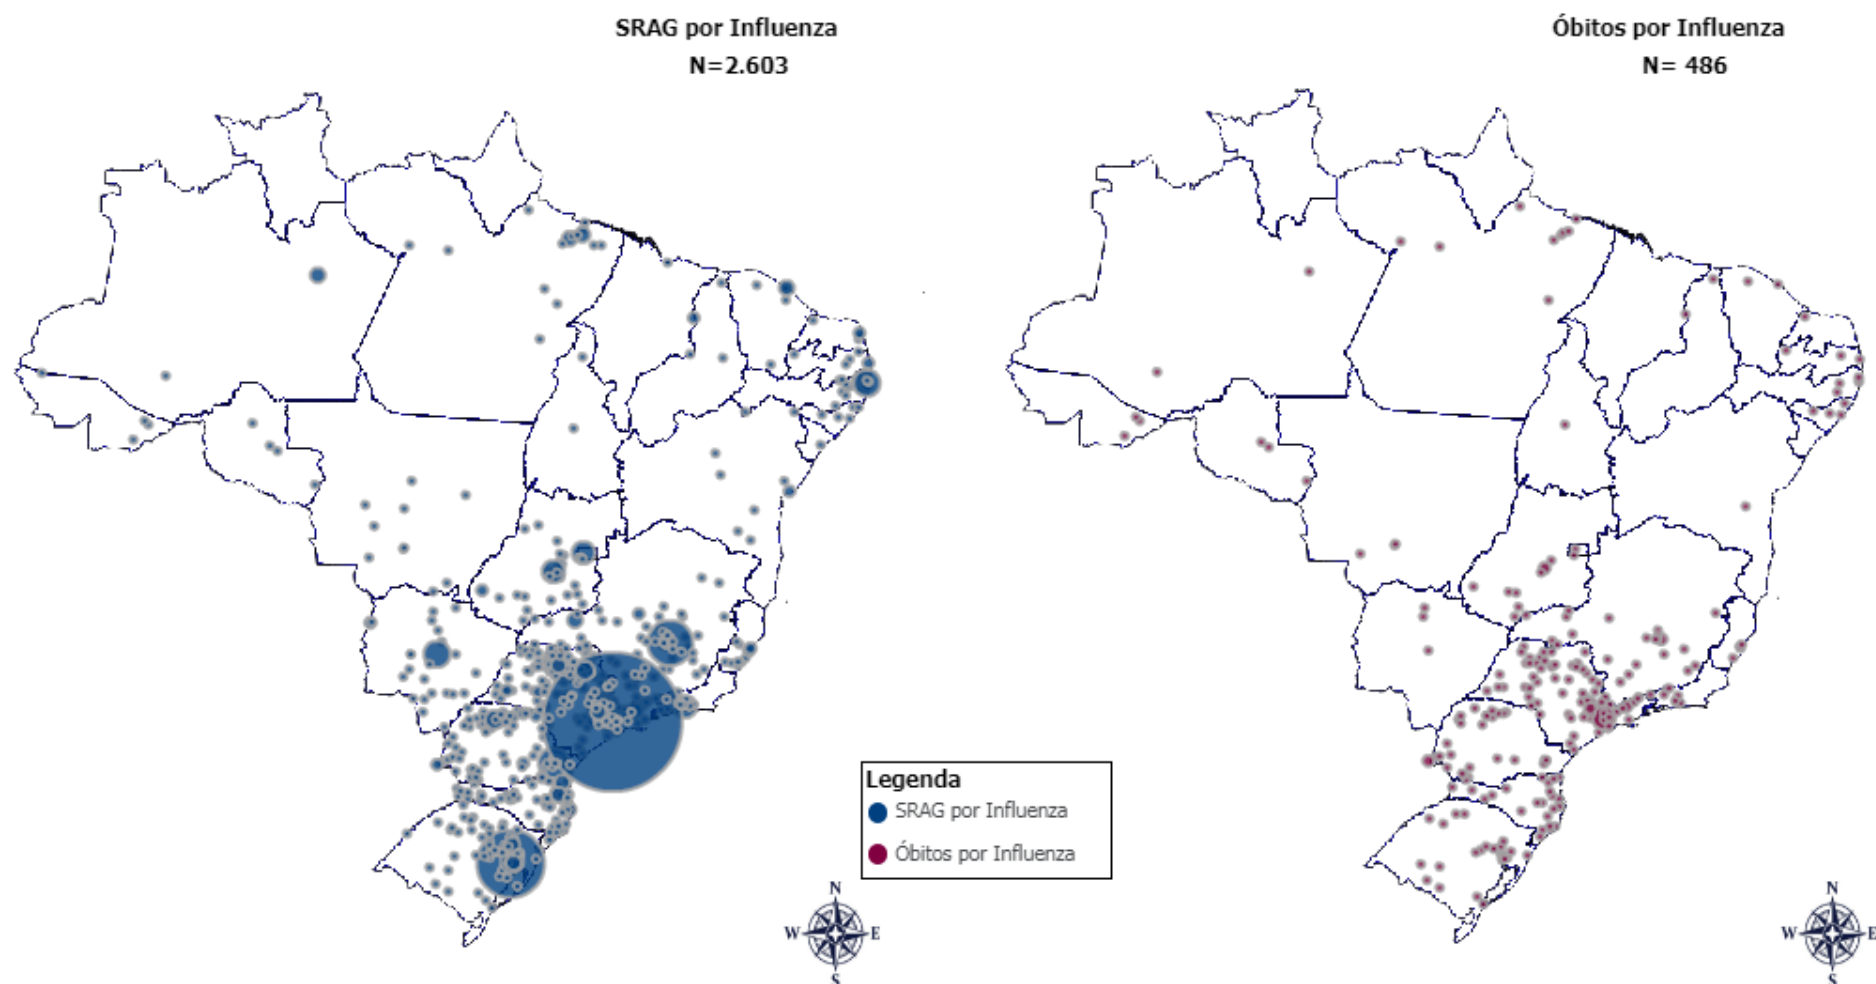 SRAG por Influenza
N=2.603
Óbitos por Influenza
N= 486
Legenda
SRAG por Influenza
Óbitos por Influenza
N
W
E
S
N
W
E
S